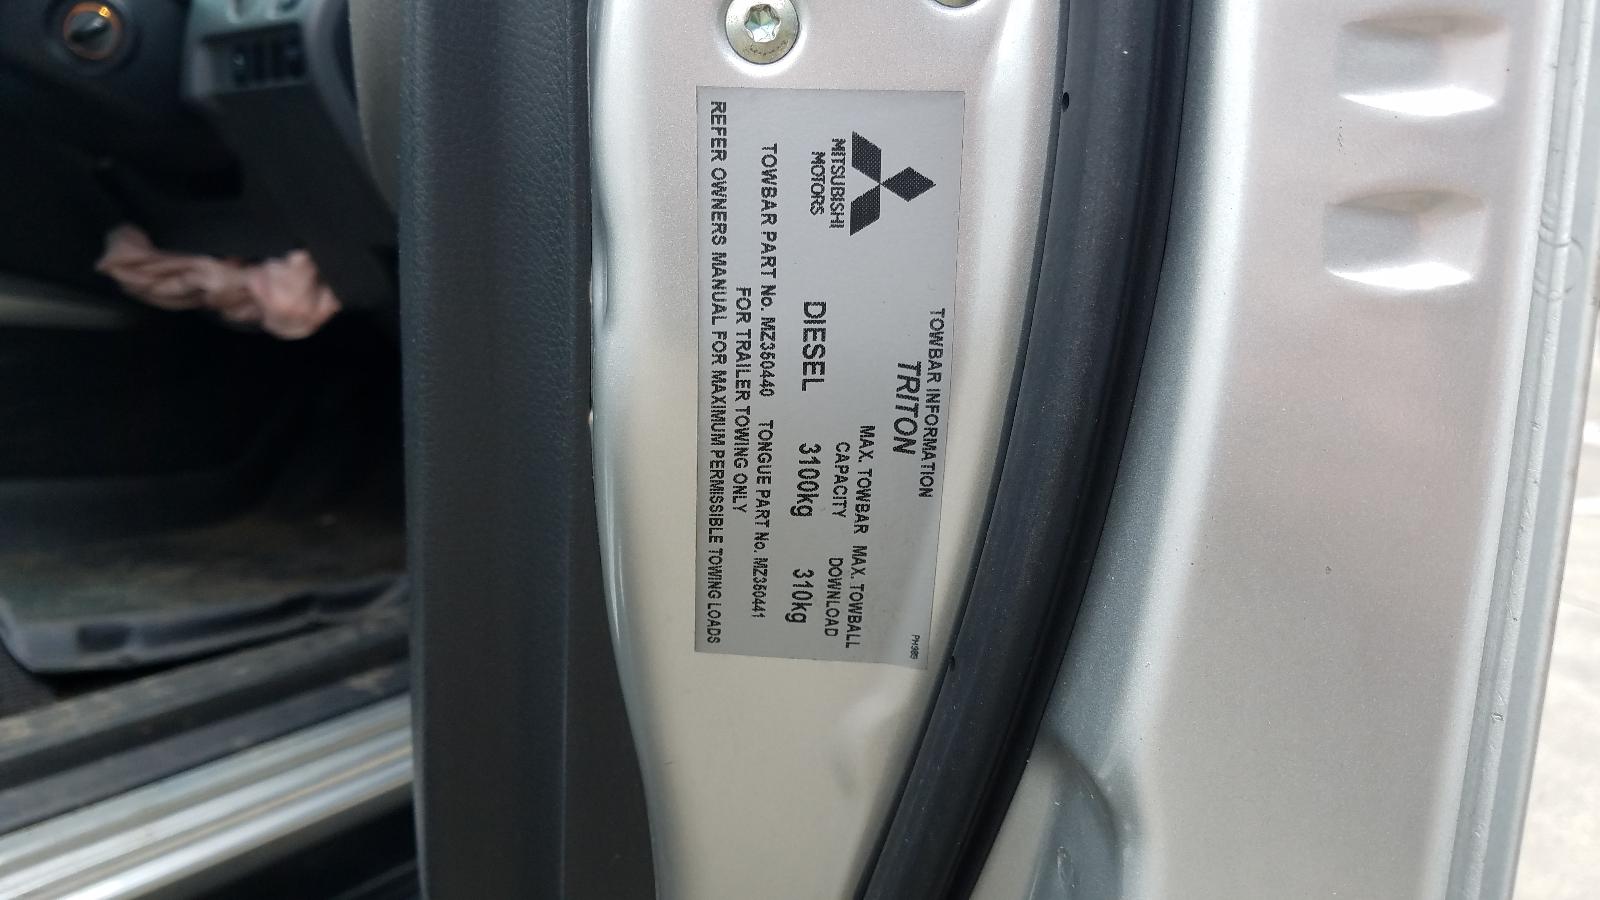 TOWBAR INFORMATION
TRITON
MITSUBISHI
MOTORS
MAX. TOWBAR
CAPACITY
MAX. TOWBALL
DOWNLOAD
DIESEL 3100kg 310kg
TOWBAR PART No. MZ350440 TONGUE PART No. MZ350441
FOR TRAILER TOWING ONLY
REFER OWNERS MANUAL FOR MAXIMUM PERMISSIBLE TOWING LOADS